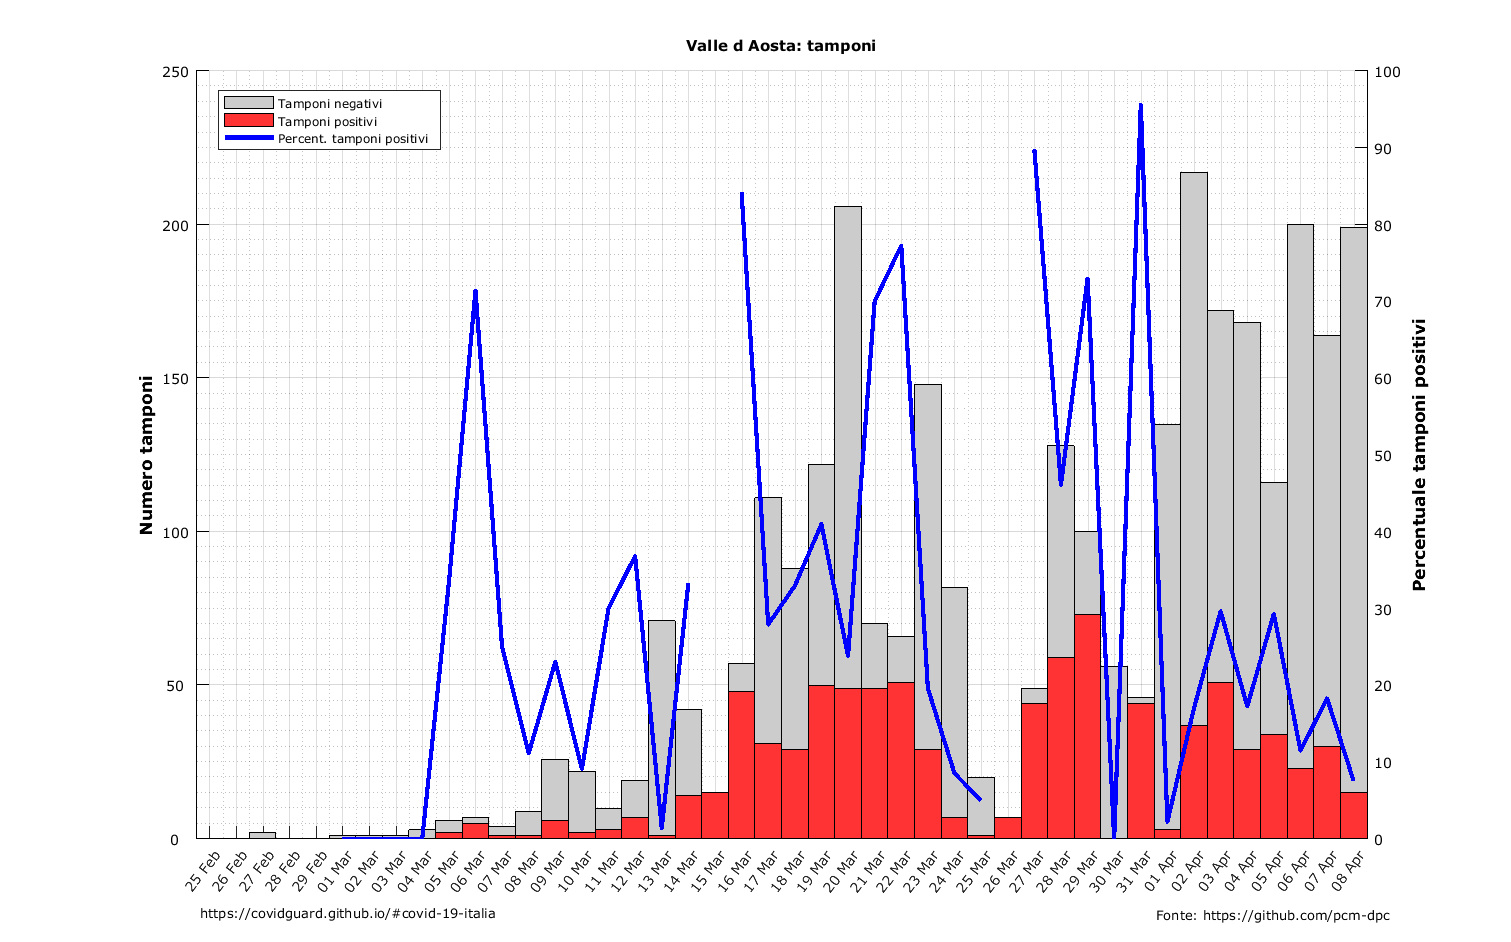 Valle d Aosta: tamponi
Tamponi negativi
Tamponi positivi
Percent. tamponi positivi
Numero tamponi
250
200
150
100
50
0
Percentuale tamponi positivi
100
90
80
70
60
50
40
30
20
10
0
25 Feb
26 Feb
27 Feb
28 Feb
29 Feb
01 Mar
02 Mar
03 Mar
04 Mar
05 Mar
06 Mar
07 Mar
08 Mar
09 Mar
10 Mar
11 Mar
12 Mar
13 Mar
14 Mar
15 Mar
16 Mar
17 Mar
18 Mar
19 Mar
20 Mar
21 Mar
22 Mar
23 Mar
24 Mar
25 Mar
26 Mar
27 Mar
28 Mar
29 Mar
30 Mar
31 Mar
01 Apr
02 Apr
03 Apr
04 Apr
05 Apr
06 Apr
07 Apr
08 Apr
https://covidguard.github.io/#covid-19-italia
Fonte: https://github.com/pcm-dpc